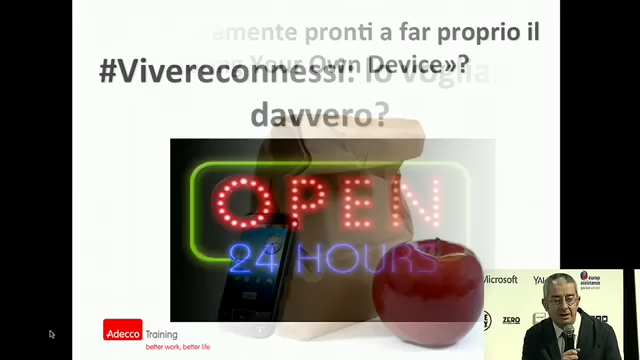 amente pronti a far proprio il
Your Own Device»?
#Vivereconnessi: lo vogliamo
davvero?
OPEN
24 HOURS
Adecco Training
better work, better life
Microsoft
europ
assistance
ZERO